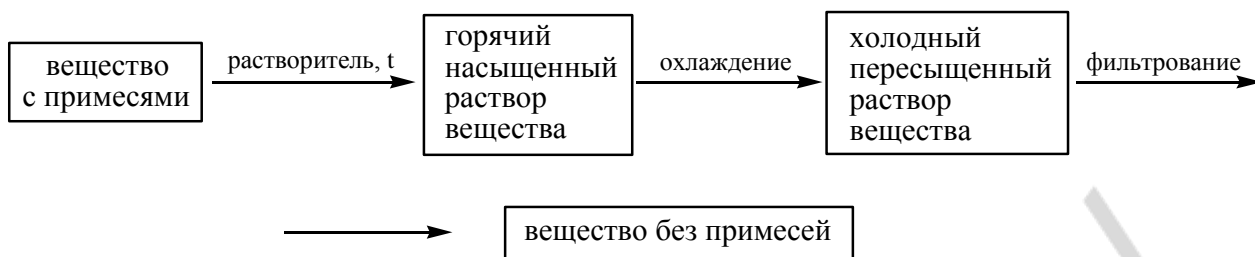 вещество
с примесями
растворитель, t
горячий
насыщенный
раствор
вещества
охлаждение
холодный
пересыщенный
раствор
вещества
фильтрование
вещество без примесей